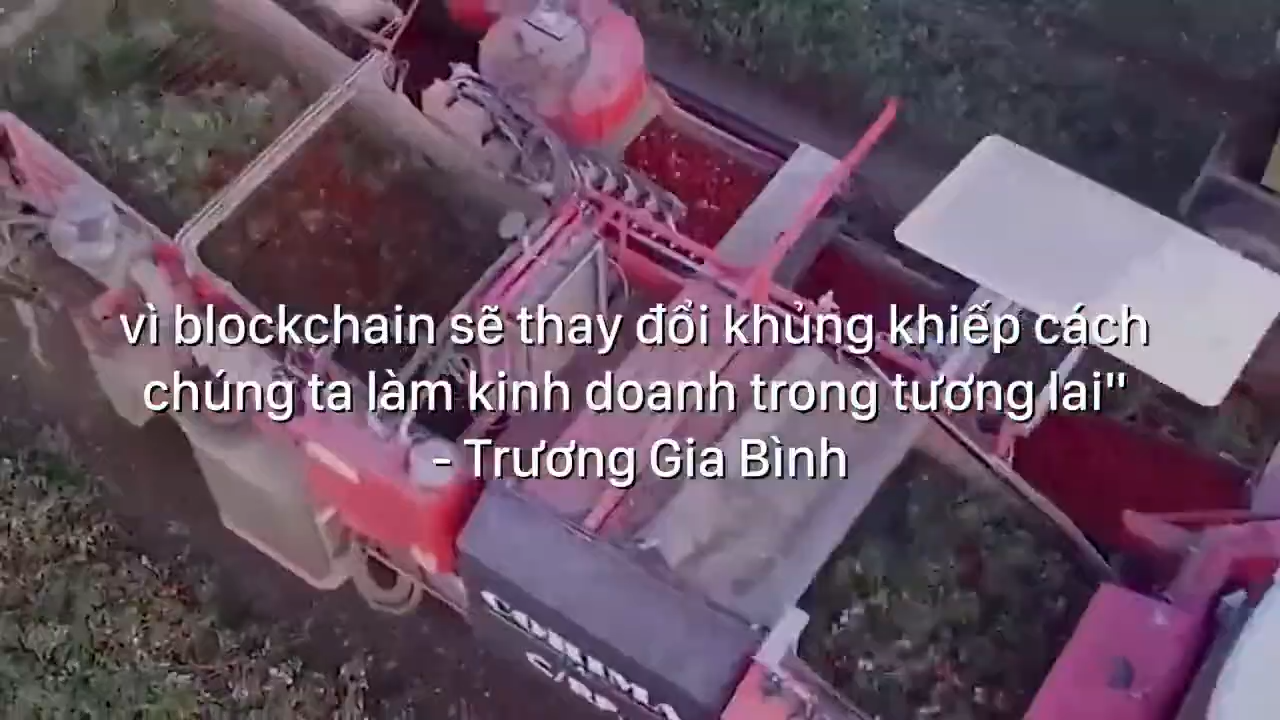 vì blockchain sẽ thay đổi khủng khiếp cách
chúng ta làm kinh doanh trong tương lai"
- Trương Gia Bình